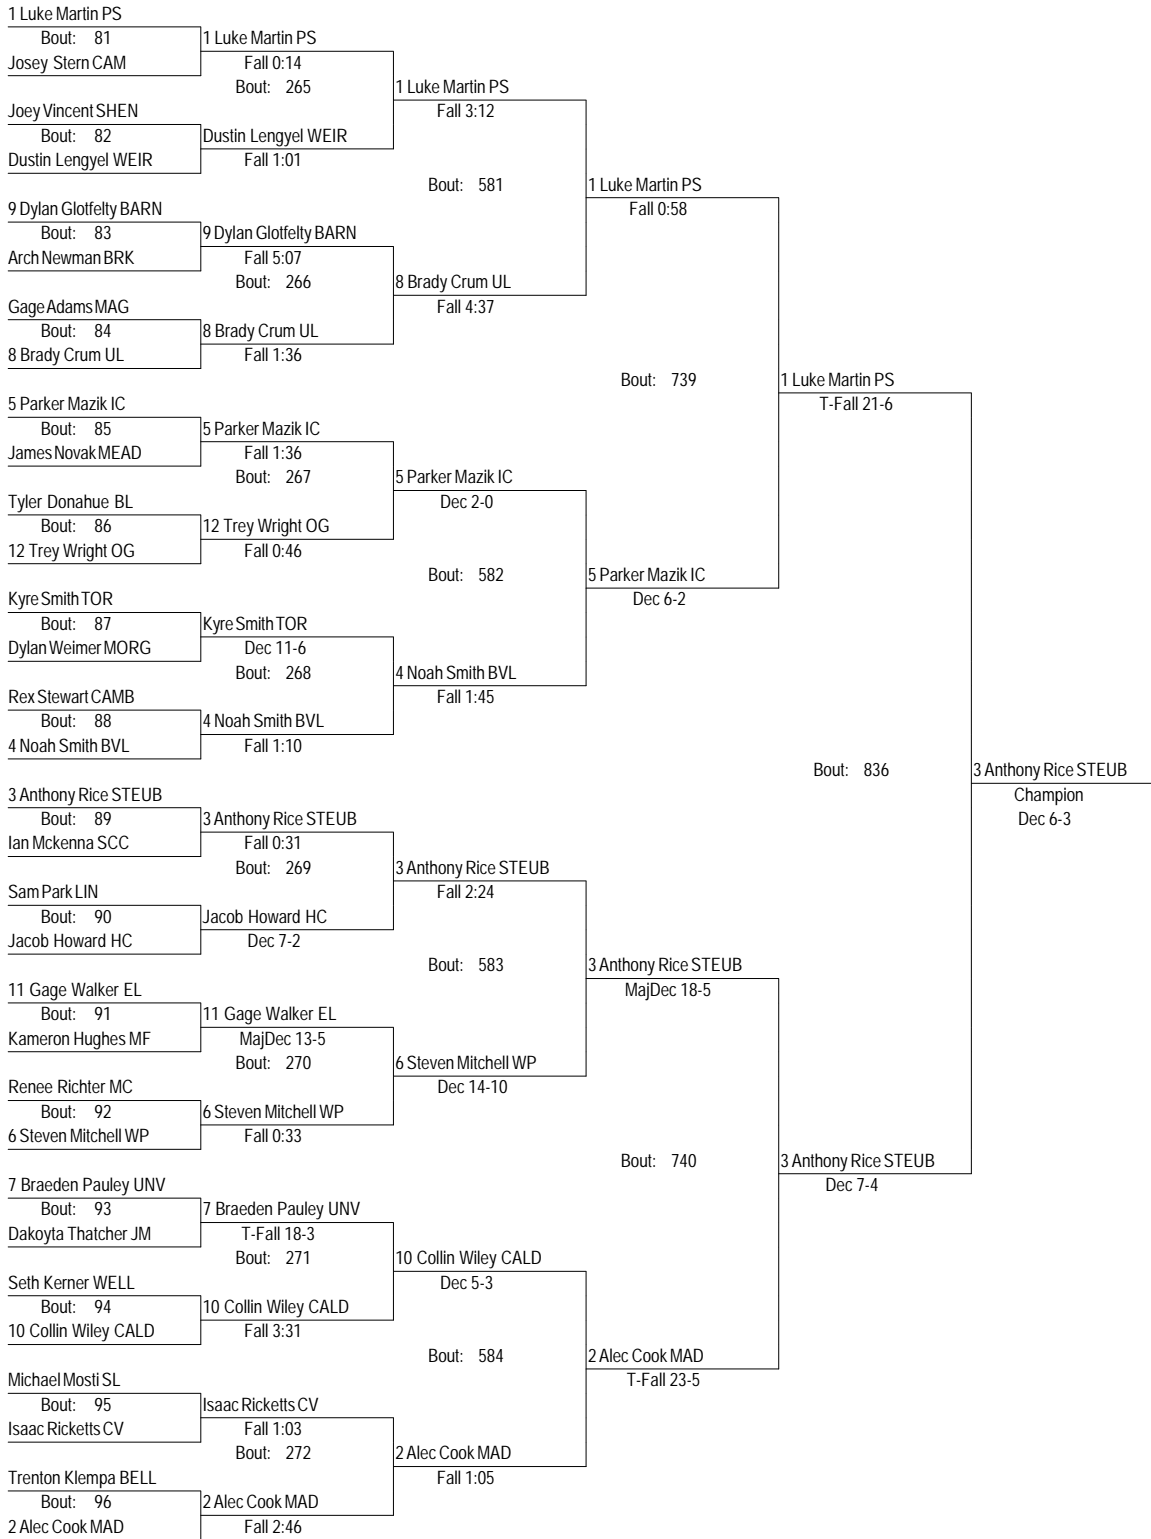 1 Luke Martin PS
Bout: 81
1 Luke Martin PS
Josey Stern CAM
Fall 0:14
Bout: 265
1 Luke Martin PS
Joey Vincent SHEN
Fall 3:12
Bout: 82
Dustin Lengyel WEIR
Dustin Lengyel WEIR
Fall 1:01
Bout: 581
1 Luke Martin PS
9 Dylan Glotfelty BARN
Fall 0:58
Bout: 83
9 Dylan Glotfelty BARN
Arch Newman BRK
Fall 5:07
Bout: 266
8 Brady Crum UL
Gage Adams MAG
Fall 4:37
Bout: 84
8 Brady Crum UL
8 Brady Crum UL
Fall 1:36
Bout: 739
1 Luke Martin PS
5 Parker Mazik IC
T-Fall 21-6
Bout: 85
5 Parker Mazik IC
James Novak MEAD
Fall 1:36
Bout: 267
5 Parker Mazik IC
Tyler Donahue BL
Dec 2-0
Bout: 86
12 Trey Wright OG
12 Trey Wright OG
Fall 0:46
Bout: 582
5 Parker Mazik IC
Kyre Smith TOR
Dec 6-2
Bout: 87
Kyre Smith TOR
Dylan Weimer MORG
Dec 11-6
Bout: 268
4 Noah Smith BVL
Rex Stewart CAMB
Fall 1:45
Bout: 88
4 Noah Smith BVL
4 Noah Smith BVL
Fall 1:10
Bout: 836
3 Anthony Rice STEUB
3 Anthony Rice STEUB
Champion
Bout: 89
3 Anthony Rice STEUB
Dec 6-3
Ian Mckenna SCC
Fall 0:31
Bout: 269
3 Anthony Rice STEUB
Sam Park LIN
Fall 2:24
Bout: 90
Jacob Howard HC
Jacob Howard HC
Dec 7-2
Bout: 583
3 Anthony Rice STEUB
11 Gage Walker EL
MajDec 18-5
Bout: 91
11 Gage Walker EL
Kameron Hughes MF
MajDec 13-5
Bout: 270
6 Steven Mitchell WP
Renee Richter MC
Dec 14-10
Bout: 92
6 Steven Mitchell WP
6 Steven Mitchell WP
Fall 0:33
Bout: 740
3 Anthony Rice STEUB
7 Braeden Pauley UNV
Dec 7-4
Bout: 93
7 Braeden Pauley UNV
Dakoyta Thatcher JM
T-Fall 18-3
Bout: 271
10 Collin Wiley CALD
Seth Kerner WELL
Dec 5-3
Bout: 94
10 Collin Wiley CALD
10 Collin Wiley CALD
Fall 3:31
Bout: 584
2 Alec Cook MAD
Michael Mosti SL
T-Fall 23-5
Bout: 95
Isaac Ricketts CV
Isaac Ricketts CV
Fall 1:03
Bout: 272
2 Alec Cook MAD
Trenton Klempa BELL
Fall 1:05
Bout: 96
2 Alec Cook MAD
2 Alec Cook MAD
Fall 2:46